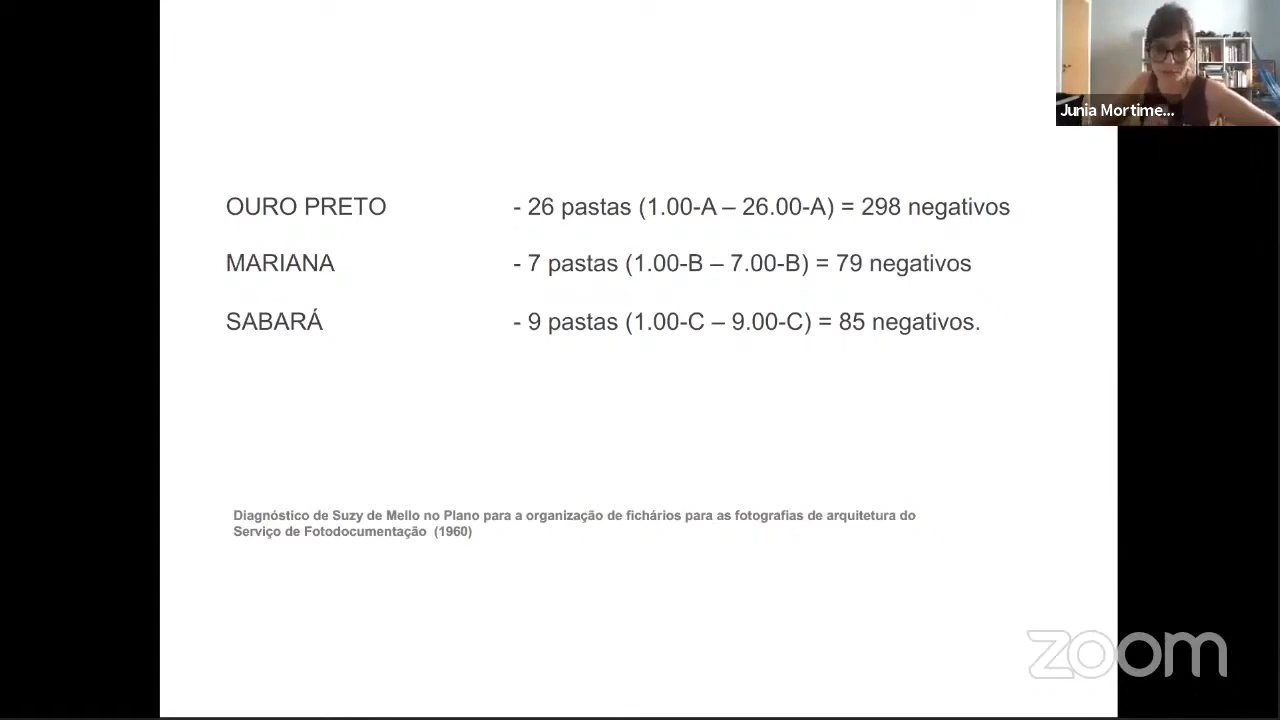 Junia Mortime...
OURO PRETO - 26 pastas (1.00-A – 26.00-A) = 298 negativos
MARIANA - 7 pastas (1.00-B – 7.00-B) = 79 negativos
SABARÁ - 9 pastas (1.00-C – 9.00-C) = 85 negativos.
Diagnóstico de Suzy de Mello no Plano para a organização de fichários para as fotografias de arquitetura do
Serviço de Fotodocumentação (1960)
zoom